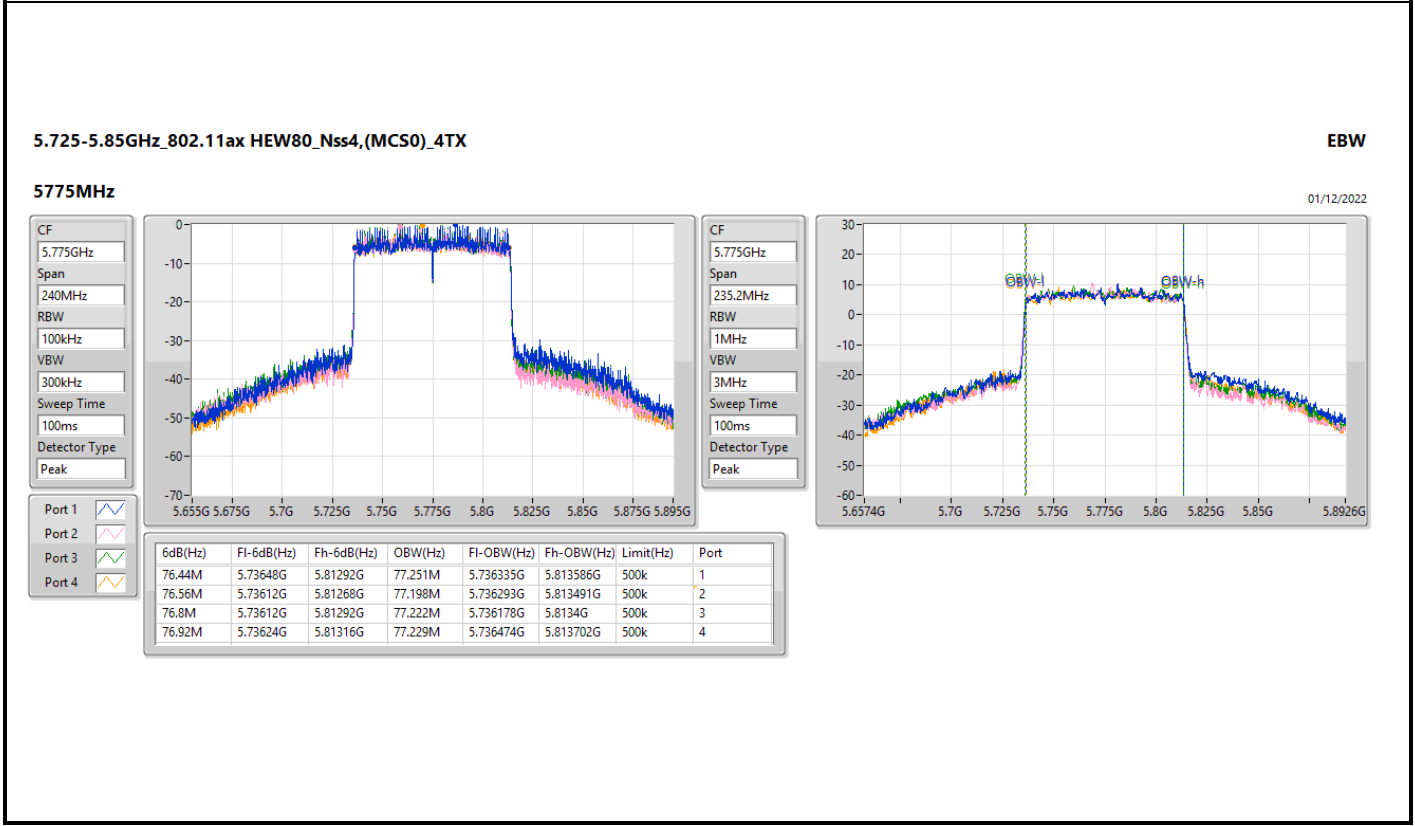 5.725-5.85GHz_802.11ax HEW80_Nss4,(MCS0)_4TX EBW
5775MHz
01/12/2022
CF
5.775GHz
Span
240MHz
RBW
100kHz
VBW
300kHz
Sweep Time
100ms
Detector Type
Peak
0
-10
-20
-30
-40
-50
-60
-70
5.655G 5.675G 5.7G 5.725G 5.75G 5.775G 5.8G 5.825G 5.85G 5.875G 5.895G
CF
5.775GHz
Span
235.2MHz
RBW
1MHz
VBW
3MHz
Sweep Time
100ms
Detector Type
Peak
30
20
10
0
-10
-20
-30
-40
-50
-60
OBW-l OBW-h
5.6574G 5.7G 5.725G 5.75G 5.775G 5.8G 5.825G 5.85G 5.8926G
Port 1
Port 2
Port 3
Port 4
6dB(Hz) Fl-6dB(Hz) Fh-6dB(Hz) OBW(Hz) Fl-OBW(Hz) Fh-OBW(Hz) Limit(Hz) Port
76.44M 5.73648G 5.81292G 77.251M 5.736335G 5.813586G 500k 1
76.56M 5.73612G 5.81268G 77.198M 5.736293G 5.813491G 500k 2
76.8M 5.73612G 5.81292G 77.222M 5.736178G 5.8134G 500k 3
76.92M 5.73624G 5.81316G 77.229M 5.736474G 5.813702G 500k 4